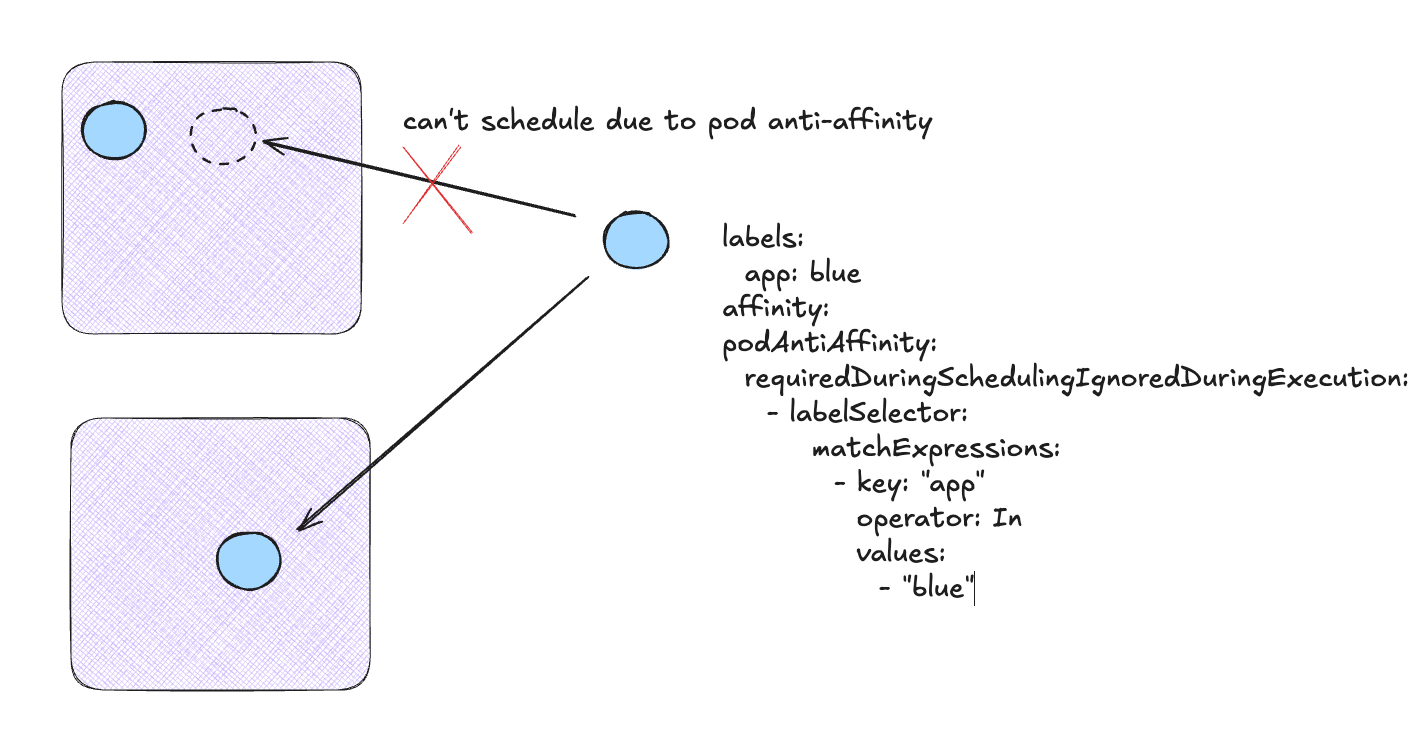 can't schedule due to pod anti-affinity
labels:
app: blue
affinity:
podAntiAffinity:
requiredDuringSchedulingIgnoredDuringExecution:
- labelSelector:
matchExpressions:
- key: "app"
operator: In
values:
- "blue"